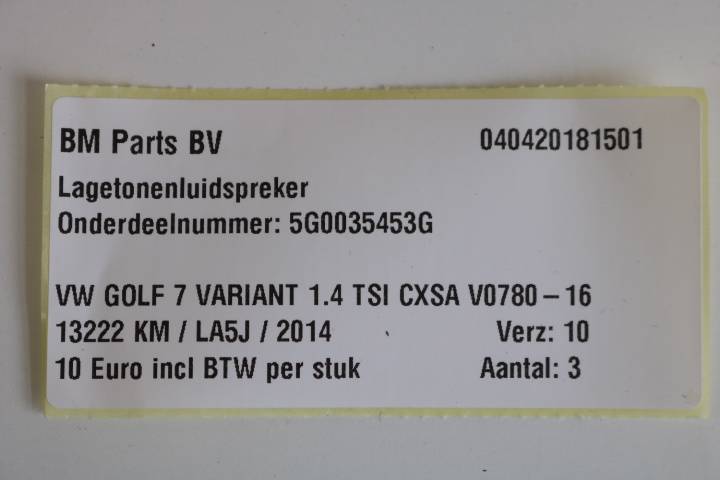 BM Parts BV 040420181501
Lagetonenluidspreker
Onderdeelnummer: 5G0035453G
VW GOLF 7 VARIANT 1.4 TSI CXSA V0780 - 16
13222 KM / LA5J / 2014 Verz: 10
10 Euro incl BTW per stuk Aantal: 3